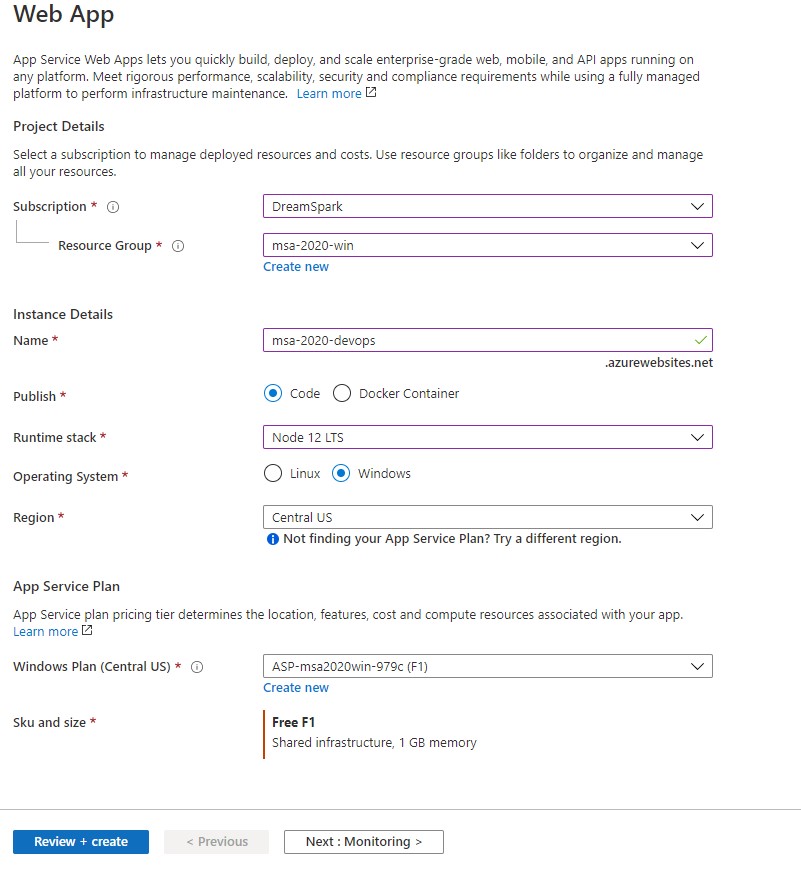 Web App
App Service Web Apps lets you quickly build, deploy, and scale enterprise-grade web, mobile, and API apps running on
any platform. Meet rigorous performance, scalability, security and compliance requirements while using a fully managed
platform to perform infrastructure maintenance. Learn more
Project Details
Select a subscription to manage deployed resources and costs. Use resource groups like folders to organize and manage
all your resources.
Subscription * DreamSpark
Resource Group * msa-2020-win
Create new
Instance Details
Name * msa-2020-devops
.azurewebsites.net
Publish * Code Docker Container
Runtime stack * Node 12 LTS
Operating System * Linux Windows
Region * Central US
Not finding your App Service Plan? Try a different region.
App Service Plan
App Service plan pricing tier determines the location, features, cost and compute resources associated with your app.
Learn more
Windows Plan (Central US) * ASP-msa2020win-979c (F1)
Create new
Sku and size * Free F1
Shared infrastructure, 1 GB memory
Review + create < Previous Next : Monitoring >